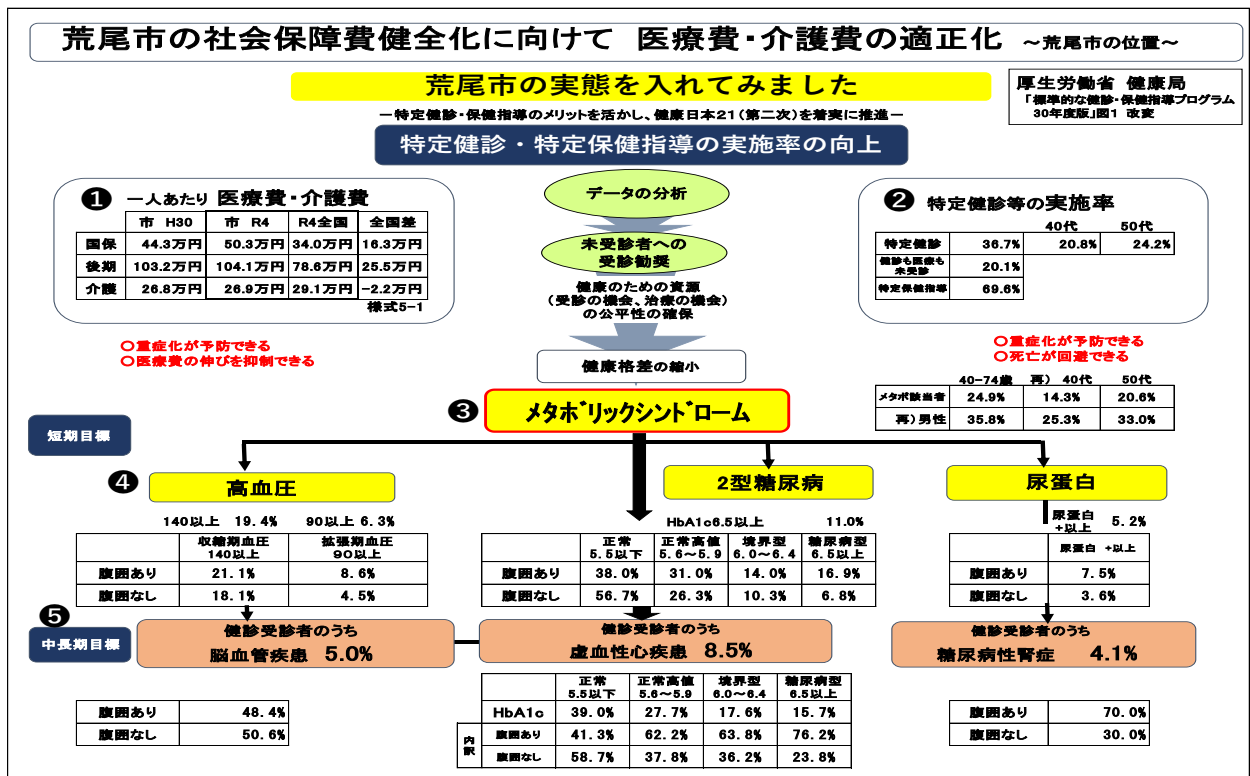 荒尾市の社会保障費健全化に向けて 医療費・介護費の適正化 ～荒尾市の位置～
荒尾市の実態を入れてみました
厚生労働省 健康局
「標準的な健診・保健指導プログラム
30年度版」図1 改変
－特定健診・保健指導のメリットを活かし、健康日本21（第二次）を着実に推進－
特定健診・特定保健指導の実施率の向上
❶ 一人あたり 医療費・介護費
市 H30 市 R4 R4全国 全国差
国保 44.3万円 50.3万円 34.0万円 16.3万円
後期 103.2万円 104.1万円 78.6万円 25.5万円
介護 26.8万円 26.9万円 29.1万円 -2.2万円
様式5-1
○重症化が予防できる
○医療費の伸びを抑制できる
データの分析
未受診者への
受診勧奨
健康のための資源
（受診の機会、治療の機会）
の公平性の確保
健康格差の縮小
❷ 特定健診等の実施率
40代 50代
特定健診 36.7% 20.8% 24.2%
健診も医療も
未受診 20.1%
特定保健指導 69.6%
○重症化が予防できる
○死亡が回避できる
40-74歳 再） 40代 50代
メタボ該当者 24.9% 14.3% 20.6%
再）男性 35.8% 25.3% 33.0%
❸ メタボリックシンドローム
短期目標
❹ 高血圧
140以上 19.4% 90以上 6.3%
収縮期血圧 拡張期血圧
140以上 90以上
腹囲あり 21.1% 8.6%
腹囲なし 18.1% 4.5%
2型糖尿病
HbA1c6.5以上 11.0%
正常 正常高値 境界型 糖尿病型
5.5以下 5.6～5.9 6.0～6.4 6.5以上
腹囲あり 38.0% 31.0% 14.0% 16.9%
腹囲なし 56.7% 26.3% 10.3% 6.8%
尿蛋白
尿蛋白
+以上 5.2%
尿蛋白 +以上
腹囲あり 7.5%
腹囲なし 3.6%
❺
中長期目標
健診受診者のうち
脳血管疾患 5.0%
健診受診者のうち
虚血性心疾患 8.5%
健診受診者のうち
糖尿病性腎症 4.1%
腹囲あり 48.4%
腹囲なし 50.6%
正常 正常高値 境界型 糖尿病型
5.5以下 5.6～5.9 6.0～6.4 6.5以上
HbA1c 39.0% 27.7% 17.6% 15.7%
内訳 腹囲あり 41.3% 62.2% 63.8% 76.2%
腹囲なし 58.7% 37.8% 36.2% 23.8%
腹囲あり 70.0%
腹囲なし 30.0%